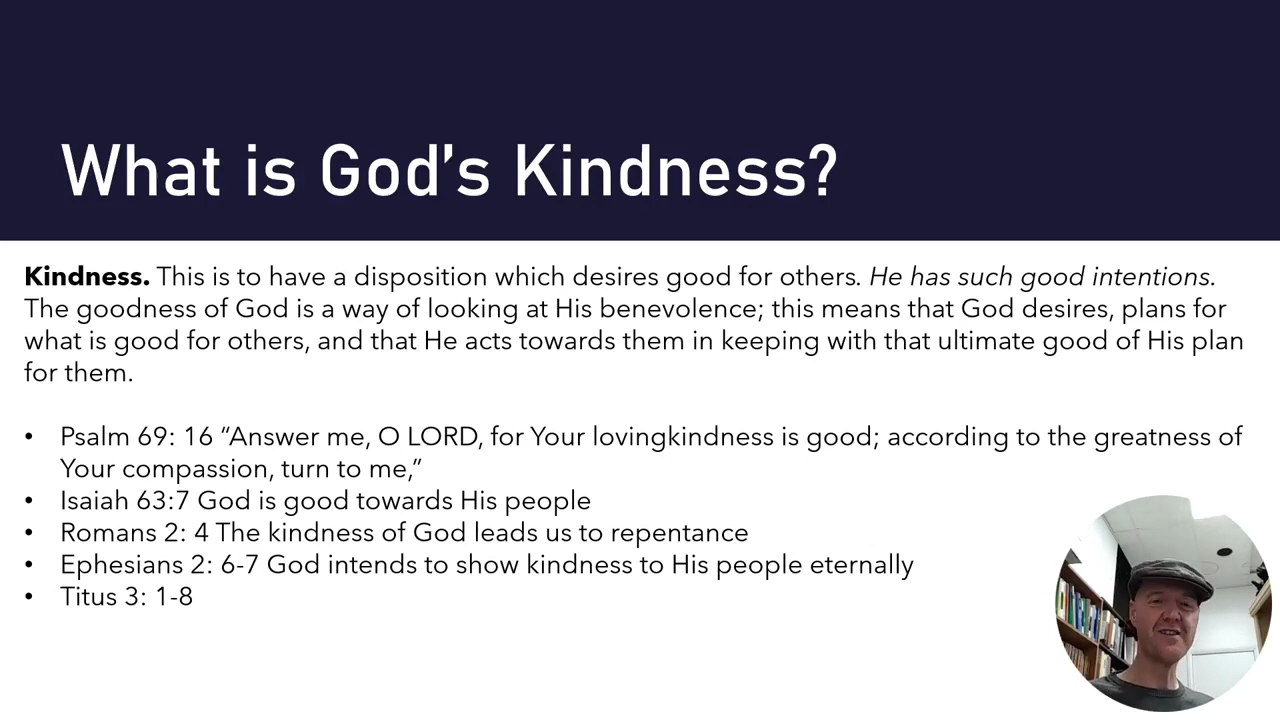 What is God's Kindness?
Kindness. This is to have a disposition which desires good for others. He has such good intentions.
The goodness of God is a way of looking at His benevolence; this means that God desires, plans for
what is good for others, and that He acts towards them in keeping with that ultimate good of His plan
for them.
• Psalm 69: 16 “Answer me, O LORD, for Your lovingkindness is good; according to the greatness of
Your compassion, turn to me,”
• Isaiah 63:7 God is good towards His people
• Romans 2: 4 The kindness of God leads us to repentance
• Ephesians 2: 6-7 God intends to show kindness to His people eternally
• Titus 3: 1-8